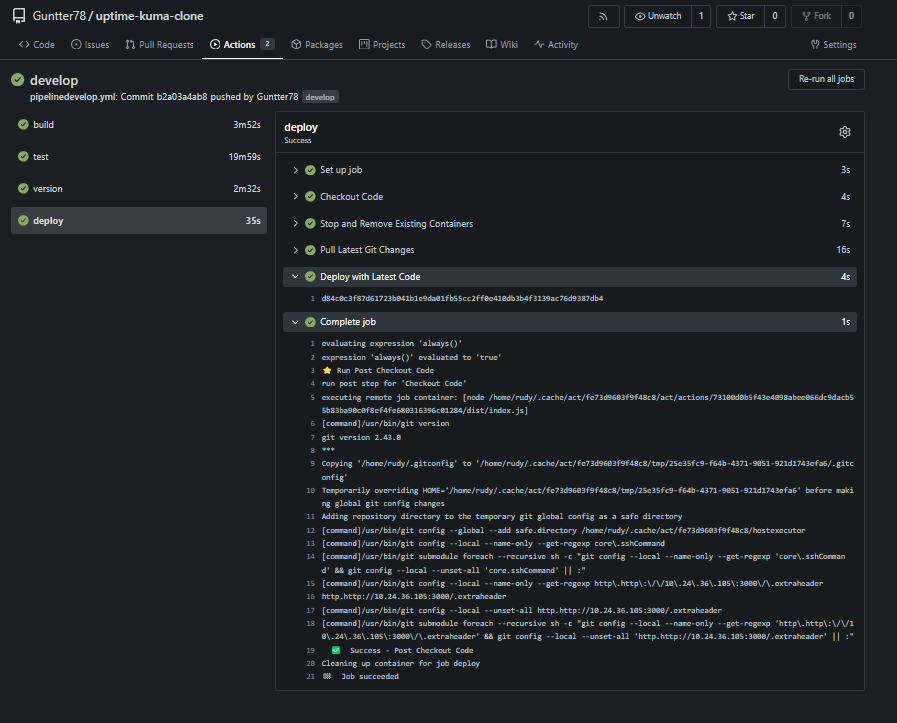 Guntter78 / uptime-kuma-clone
Unwatch 1 Star 0 Fork 0
Code Issues Pull Requests Actions 2 Packages Projects Releases Wiki Activity Settings
develop
Re-run all jobs
pipelinedevelop.yml: Commit b2a03a4ab8 pushed by Guntter78 develop
build 3m52s
test 19m59s
version 2m32s
deploy 35s
deploy
Success
Set up job 3s
Checkout Code 4s
Stop and Remove Existing Containers 7s
Pull Latest Git Changes 16s
Deploy with Latest Code 4s
1 d84c0c3f87d61723b041b1e9da01fb55cc2ff0e410db3b4f3139ac76d9387db4
Complete job 1s
1 evaluating expression 'always()'
2 expression 'always()' evaluated to 'true'
3 ⭐ Run Post Checkout Code
4 run post step for 'Checkout Code'
5 executing remote job container: [node /home/rudy/.cache/act/fe73d9603f9f48c8/act/actions/73100d0b5f43e4098abee066dc9dacb5
5b83ba90c0f8ef4fe680316396c01284/dist/index.js]
6 [command]/usr/bin/git version
7 git version 2.43.0
8 ***
9 Copying '/home/rudy/.gitconfig' to '/home/rudy/.cache/act/fe73d9603f9f48c8/tmp/25e35fc9-f64b-4371-9051-921d1743efa6/.gitc
onfig'
10 Temporarily overriding HOME='/home/rudy/.cache/act/fe73d9603f9f48c8/tmp/25e35fc9-f64b-4371-9051-921d1743efa6' before maki
ng global git config changes
11 Adding repository directory to the temporary git global config as a safe directory
12 [command]/usr/bin/git config --global --add safe.directory /home/rudy/.cache/act/fe73d9603f9f48c8/hostexecutor
13 [command]/usr/bin/git config --local --name-only --get-regexp core\.sshCommand
14 [command]/usr/bin/git submodule foreach --recursive sh -c "git config --local --name-only --get-regexp 'core\.sshComman
d' && git config --local --unset-all 'core.sshCommand' || :"
15 [command]/usr/bin/git config --local --name-only --get-regexp http\.http\:\/\/10\.24\.36\.105\:3000\/\.extraheader
16 http.http://10.24.36.105:3000/.extraheader
17 [command]/usr/bin/git config --local --unset-all http.http://10.24.36.105:3000/.extraheader
18 [command]/usr/bin/git submodule foreach --recursive sh -c "git config --local --name-only --get-regexp 'http\.http\:\/\/1
0\.24\.36\.105\:3000\/\.extraheader' && git config --local --unset-all 'http.http://10.24.36.105:3000/.extraheader' || :"
19 ✅ Success - Post Checkout Code
20 Cleaning up container for job deploy
21 🏁 Job succeeded